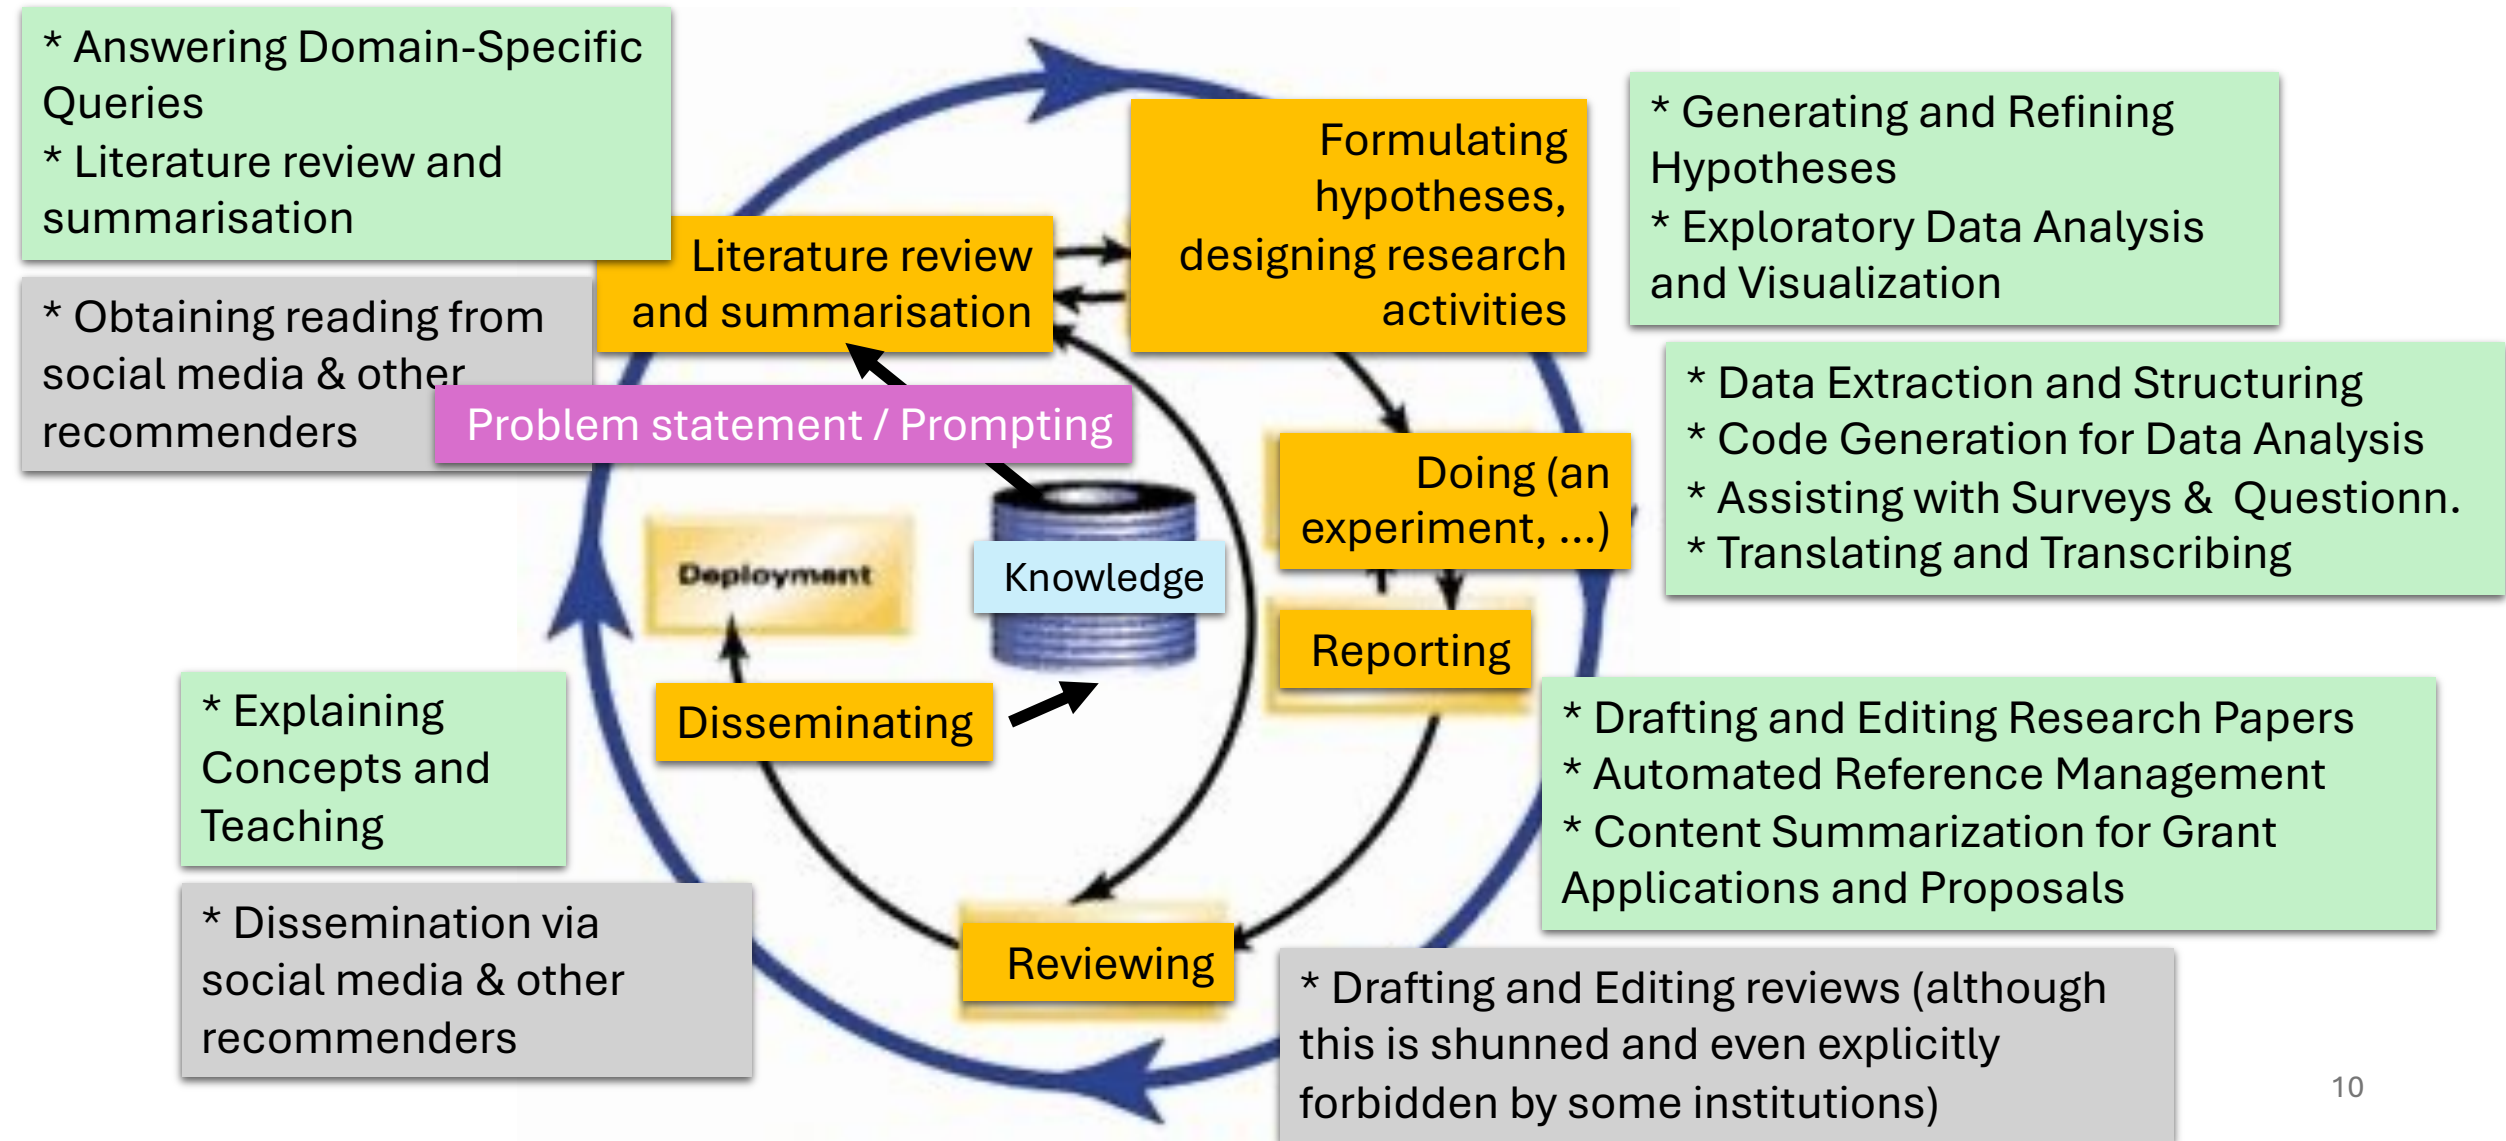 * Answering Domain-Specific
Queries
* Literature review and
summarisation
* Obtaining reading from
social media & other
recommenders
Literature review
and summarisation
Formulating
hypotheses,
designing research
activities
* Generating and Refining
Hypotheses
* Exploratory Data Analysis
and Visualization
Problem statement / Prompting
* Data Extraction and Structuring
* Code Generation for Data Analysis
* Assisting with Surveys & Questionn.
* Translating and Transcribing
Doing (an
experiment, ...)
Deployment
Knowledge
Reporting
Disseminating
* Explaining
Concepts and
Teaching
* Drafting and Editing Research Papers
* Automated Reference Management
* Content Summarization for Grant
Applications and Proposals
* Dissemination via
social media & other
recommenders
Reviewing
* Drafting and Editing reviews (although
this is shunned and even explicitly
forbidden by some institutions)
10